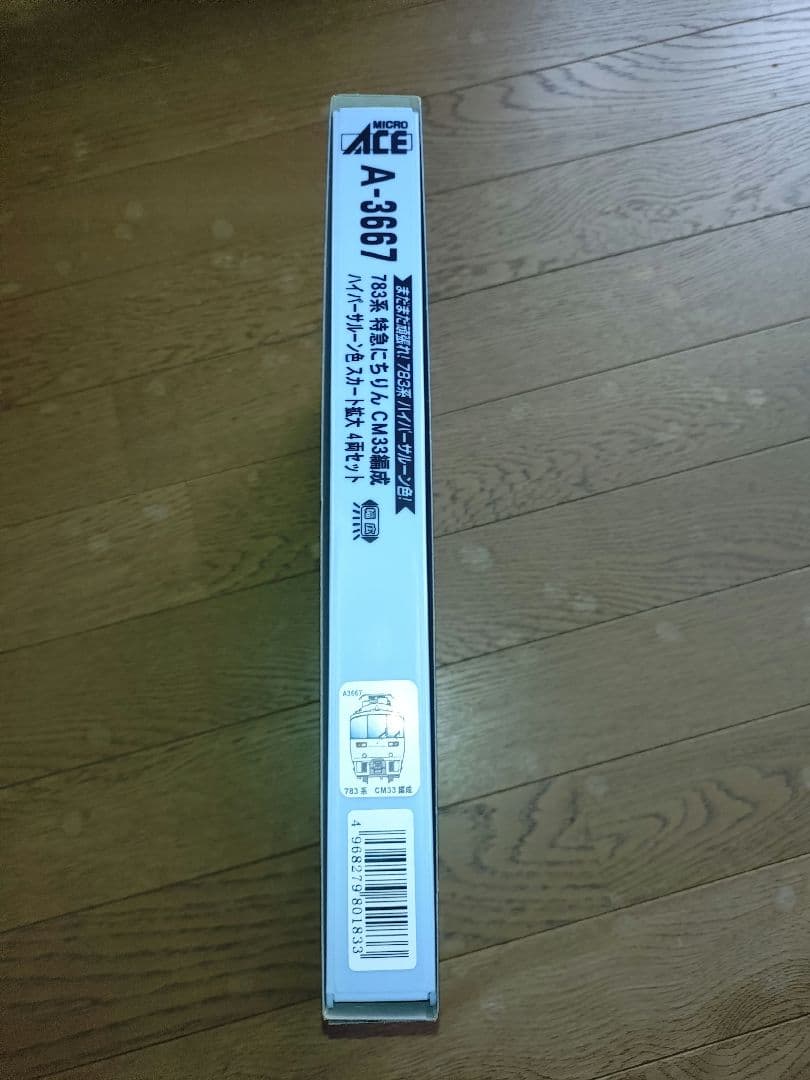 MICRO
ACE
A-3667
まだまだ頑張れ! 783系 ハイパーサルーン色!
783系 特急にちりん CM33編成
ハイパーサルーン色 スカート拡大 4両セット
A3667
783系 CM33編成
4 968279 801833